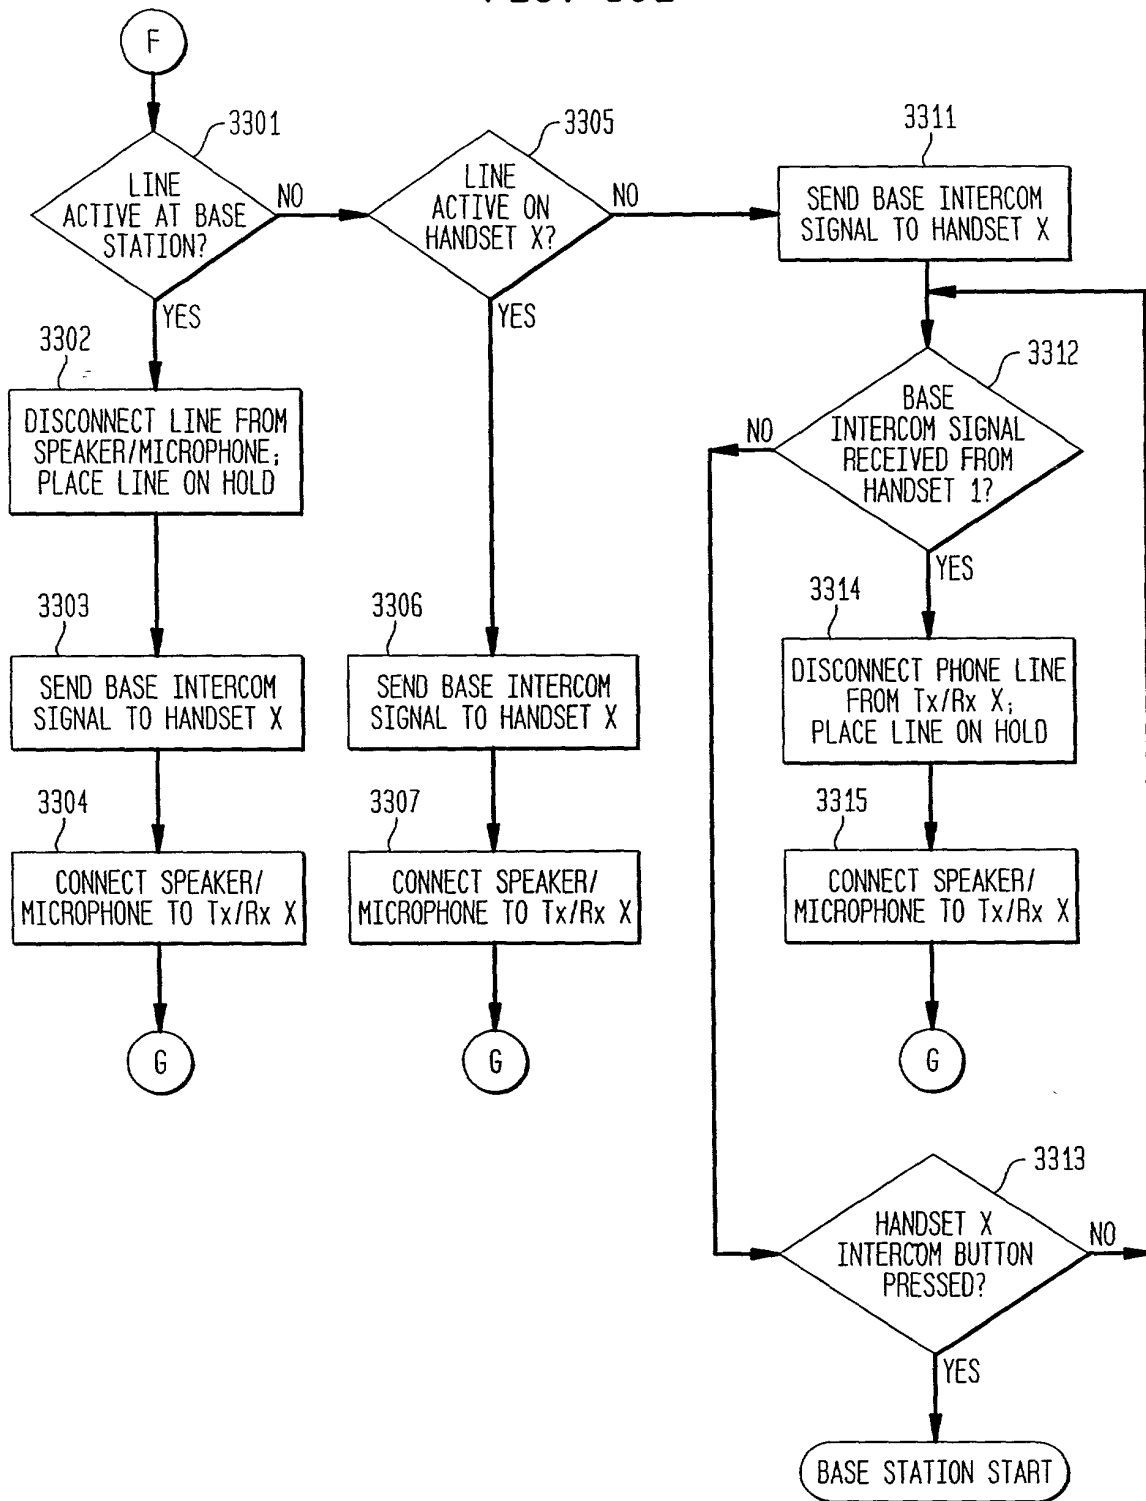 F
3301
LINE
ACTIVE AT BASE
STATION?
NO
YES
3305
LINE
ACTIVE ON
HANDSET X?
NO
YES
3311
SEND BASE INTERCOM
SIGNAL TO HANDSET X
3302
DISCONNECT LINE FROM
SPEAKER/MICROPHONE;
PLACE LINE ON HOLD
3312
BASE
INTERCOM SIGNAL
RECEIVED FROM
HANDSET 1?
NO
YES
3303
SEND BASE INTERCOM
SIGNAL TO HANDSET X
3306
SEND BASE INTERCOM
SIGNAL TO HANDSET X
3314
DISCONNECT PHONE LINE
FROM Tx/Rx X;
PLACE LINE ON HOLD
3304
CONNECT SPEAKER/
MICROPHONE TO Tx/Rx X
3307
CONNECT SPEAKER/
MICROPHONE TO Tx/Rx X
3315
CONNECT SPEAKER/
MICROPHONE TO Tx/Rx X
G
G
G
3313
HANDSET X
INTERCOM BUTTON
PRESSED?
NO
YES
BASE STATION START